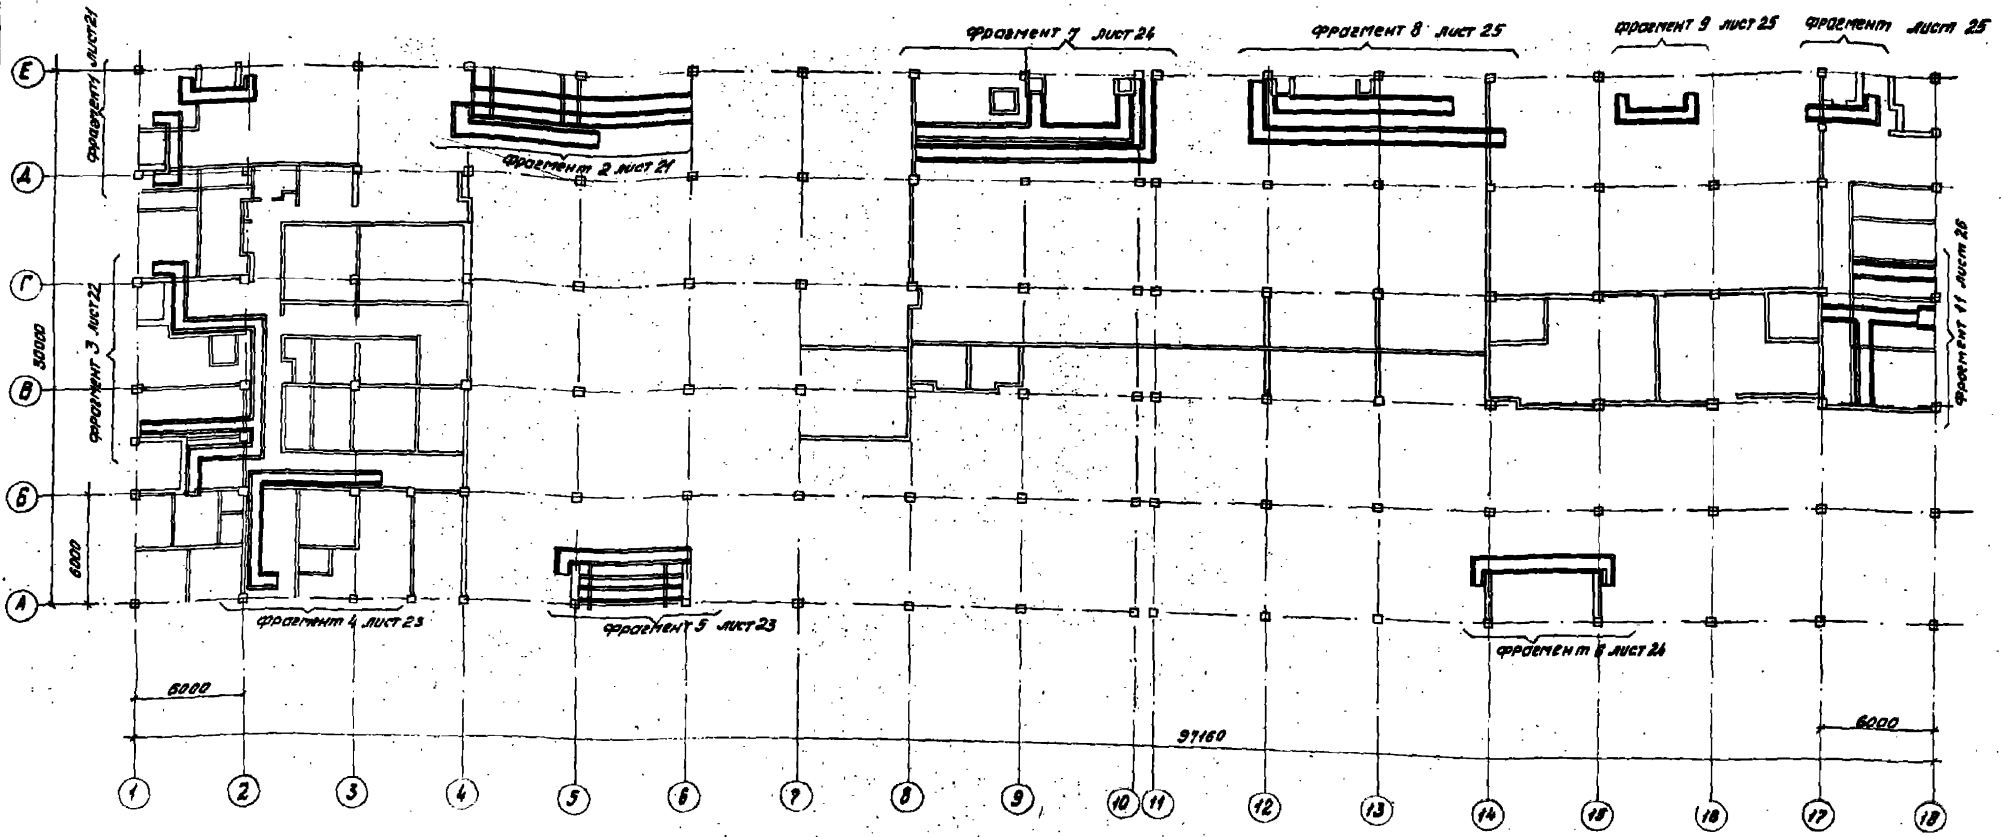 фрагмент 7 лист 24
фрагмент 8 лист 25
фрагмент 9 лист 25
фрагмент лист 25
фрагмент 1 лист 21
Е
фрагмент 2 лист 21
Д
Г
фрагмент 3 лист 22
30000
фрагмент 11 лист 26
В
Б
6000
А
фрагмент 4 лист 23
фрагмент 5 лист 23
фрагмент 6 лист 24
6000
97160
6000
1 2 3 4 5 6 7 8 9 10 11 12 13 14 15 16 17 18